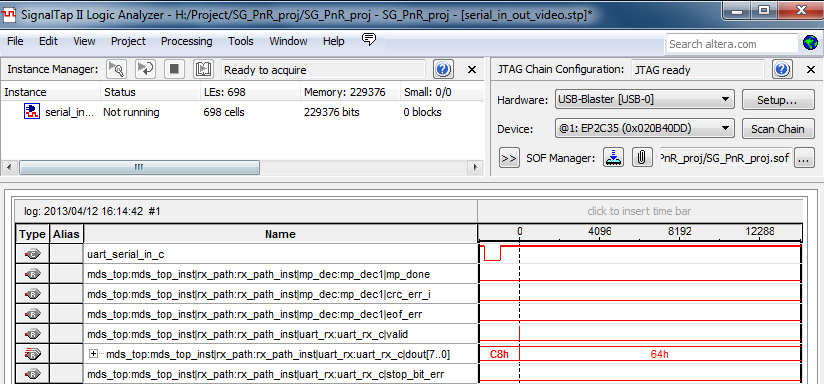 SignalTap II Logic Analyzer - H:/Project/SG_PnR_proj/SG_PnR_proj - SG_PnR_proj - [serial_in_out_video.stp]*
File Edit View Project Processing Tools Window Help Search altera.com
Instance Manager: Ready to acquire
JTAG Chain Configuration: JTAG ready
Instance Status LEs: 698 Memory: 229376 Small: 0/0
serial_in... Not running 698 cells 229376 bits 0 blocks
Hardware: USB-Blaster [USB-0] Setup...
Device: @1: EP2C35 (0x020B40DD) Scan Chain
>> SOF Manager: PnR_proj/SG_PnR_proj.sof ...
log: 2013/04/12 16:14:42 #1 click to insert time bar
Type Alias Name 0 4096 8192 12288
uart_serial_in_c
mds_top:mds_top_inst|rx_path:rx_path_inst|mp_dec:mp_dec1|mp_done
mds_top:mds_top_inst|rx_path:rx_path_inst|mp_dec:mp_dec1|crc_err_i
mds_top:mds_top_inst|rx_path:rx_path_inst|mp_dec:mp_dec1|eof_err
mds_top:mds_top_inst|rx_path:rx_path_inst|uart_rx:uart_rx_c|valid
mds_top:mds_top_inst|rx_path:rx_path_inst|uart_rx:uart_rx_c|dout[7..0] C8h 64h
mds_top:mds_top_inst|rx_path:rx_path_inst|uart_rx:uart_rx_c|stop_bit_err